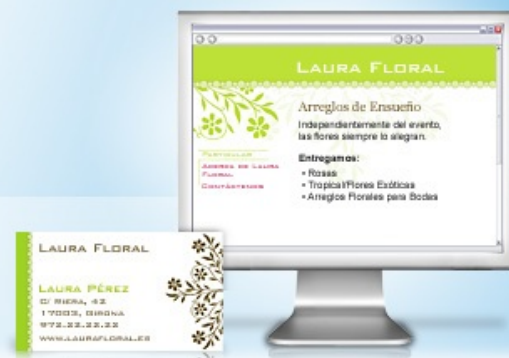 LAURA FLORAL
Arreglos de Ensueño
Independientemente del evento,
las flores siempre lo alegran.
Entregamos:
• Rosas
• Tropical/Flores Exóticas
• Arreglos Florales para Bodas
PARTICULAR
ACERCA DE LAURA
FLORAL
CONTÁCTENOS
LAURA FLORAL
LAURA PÉREZ
C/ RIERA, 42
17003, GIRONA
972.22.22.22
WWW.LAURAFLORAL.ES